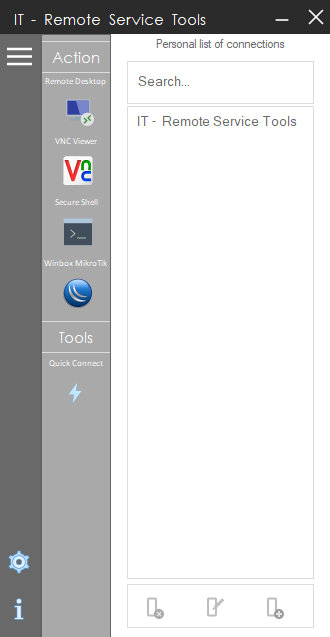 IT - Remote Service Tools
Action
Remote Desktop
VNC Viewer
Vnc
Secure Shell
Winbox MikroTik
Tools
Quick Connect
Personal list of connections
Search...
IT - Remote Service Tools